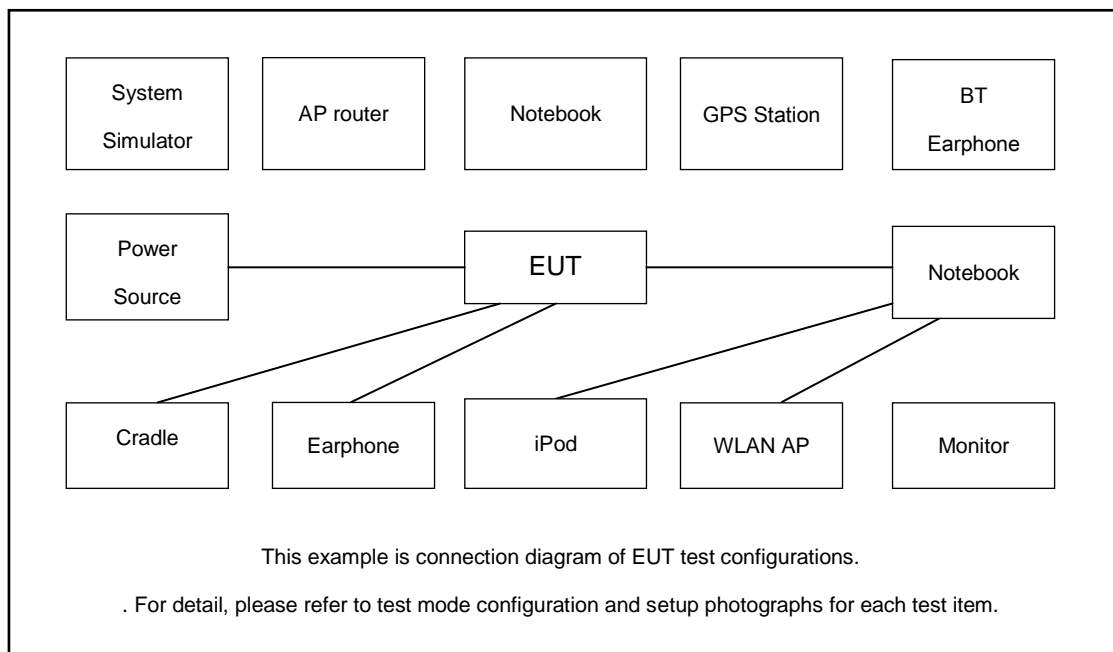 System
Simulator
AP router
Notebook
GPS Station
BT
Earphone
Power
Source
EUT
Notebook
Cradle
Earphone
iPod
WLAN AP
Monitor
This example is connection diagram of EUT test configurations.
. For detail, please refer to test mode configuration and setup photographs for each test item.